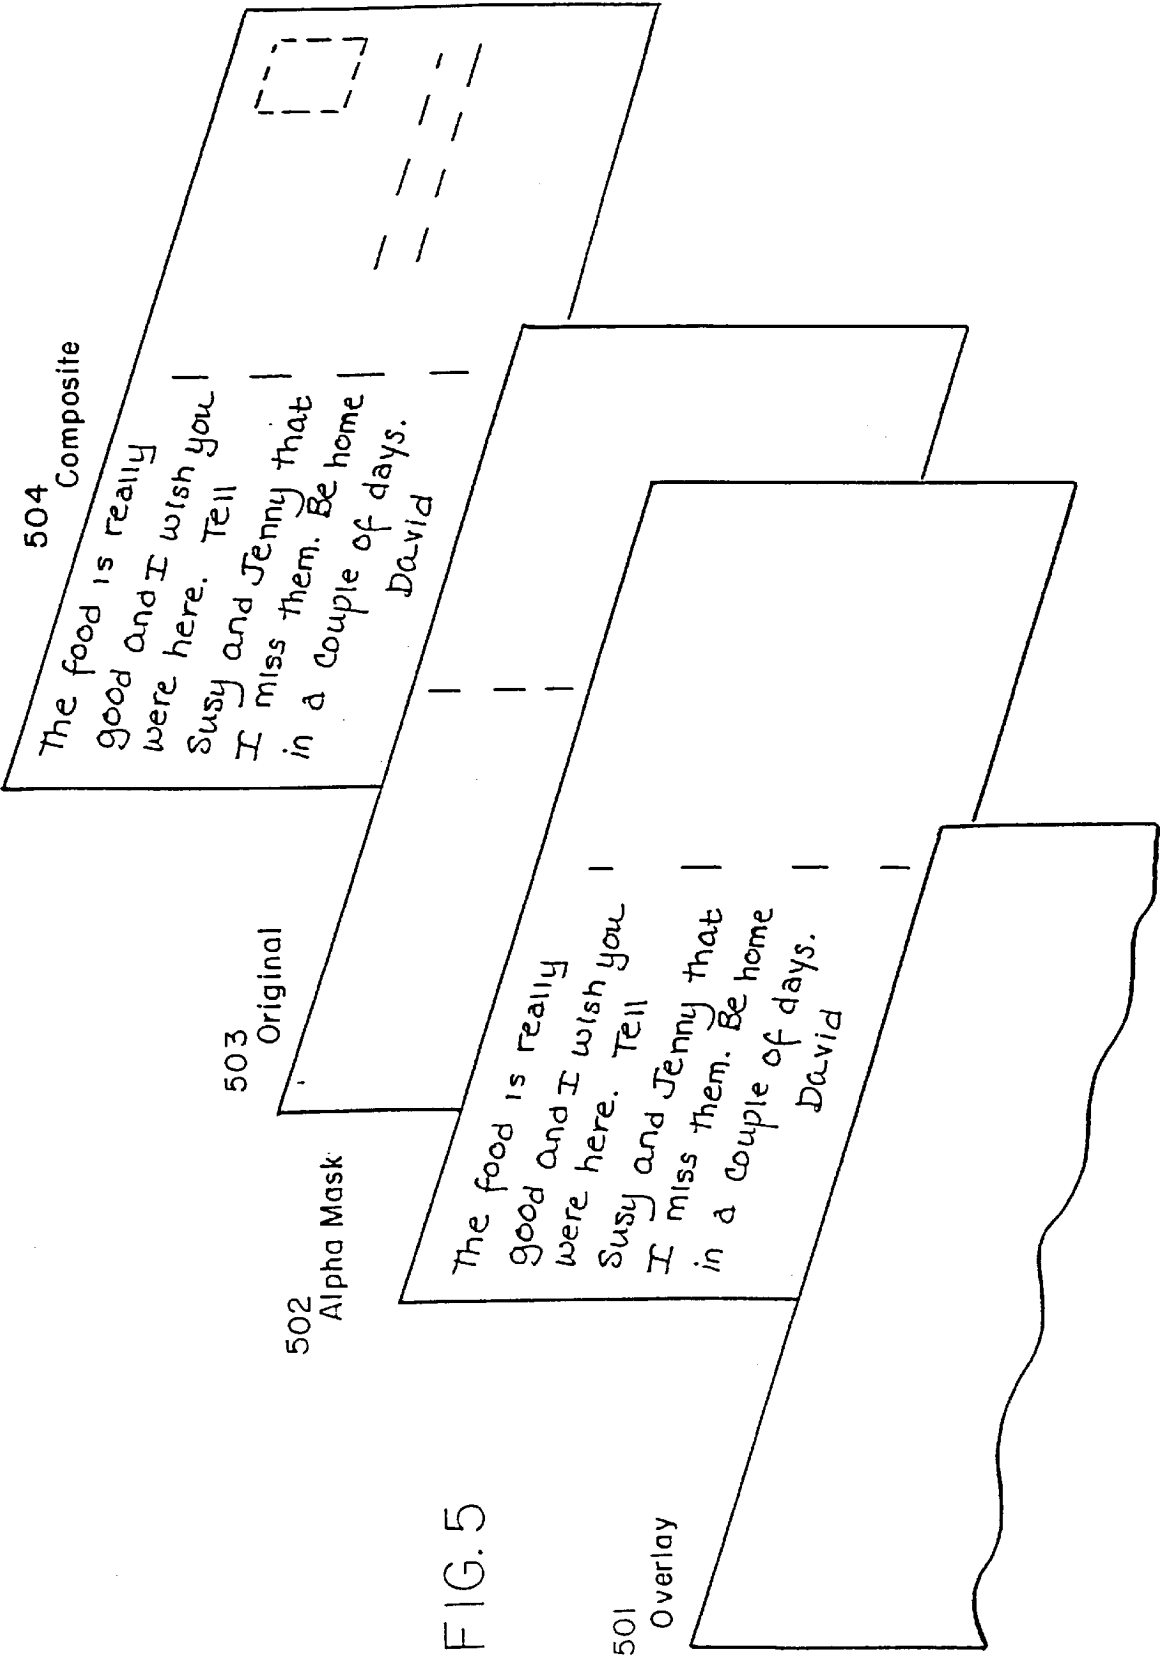 FIG. 5
501
Overlay
502
Alpha Mask
The food is really
good and I wish you
were here. Tell
Susy and Jenny that
I miss them. Be home
in a couple of days.
David
503
Original
504
Composite
The food is really
good and I wish you
were here. Tell
Susy and Jenny that
I miss them. Be home
in a couple of days.
David